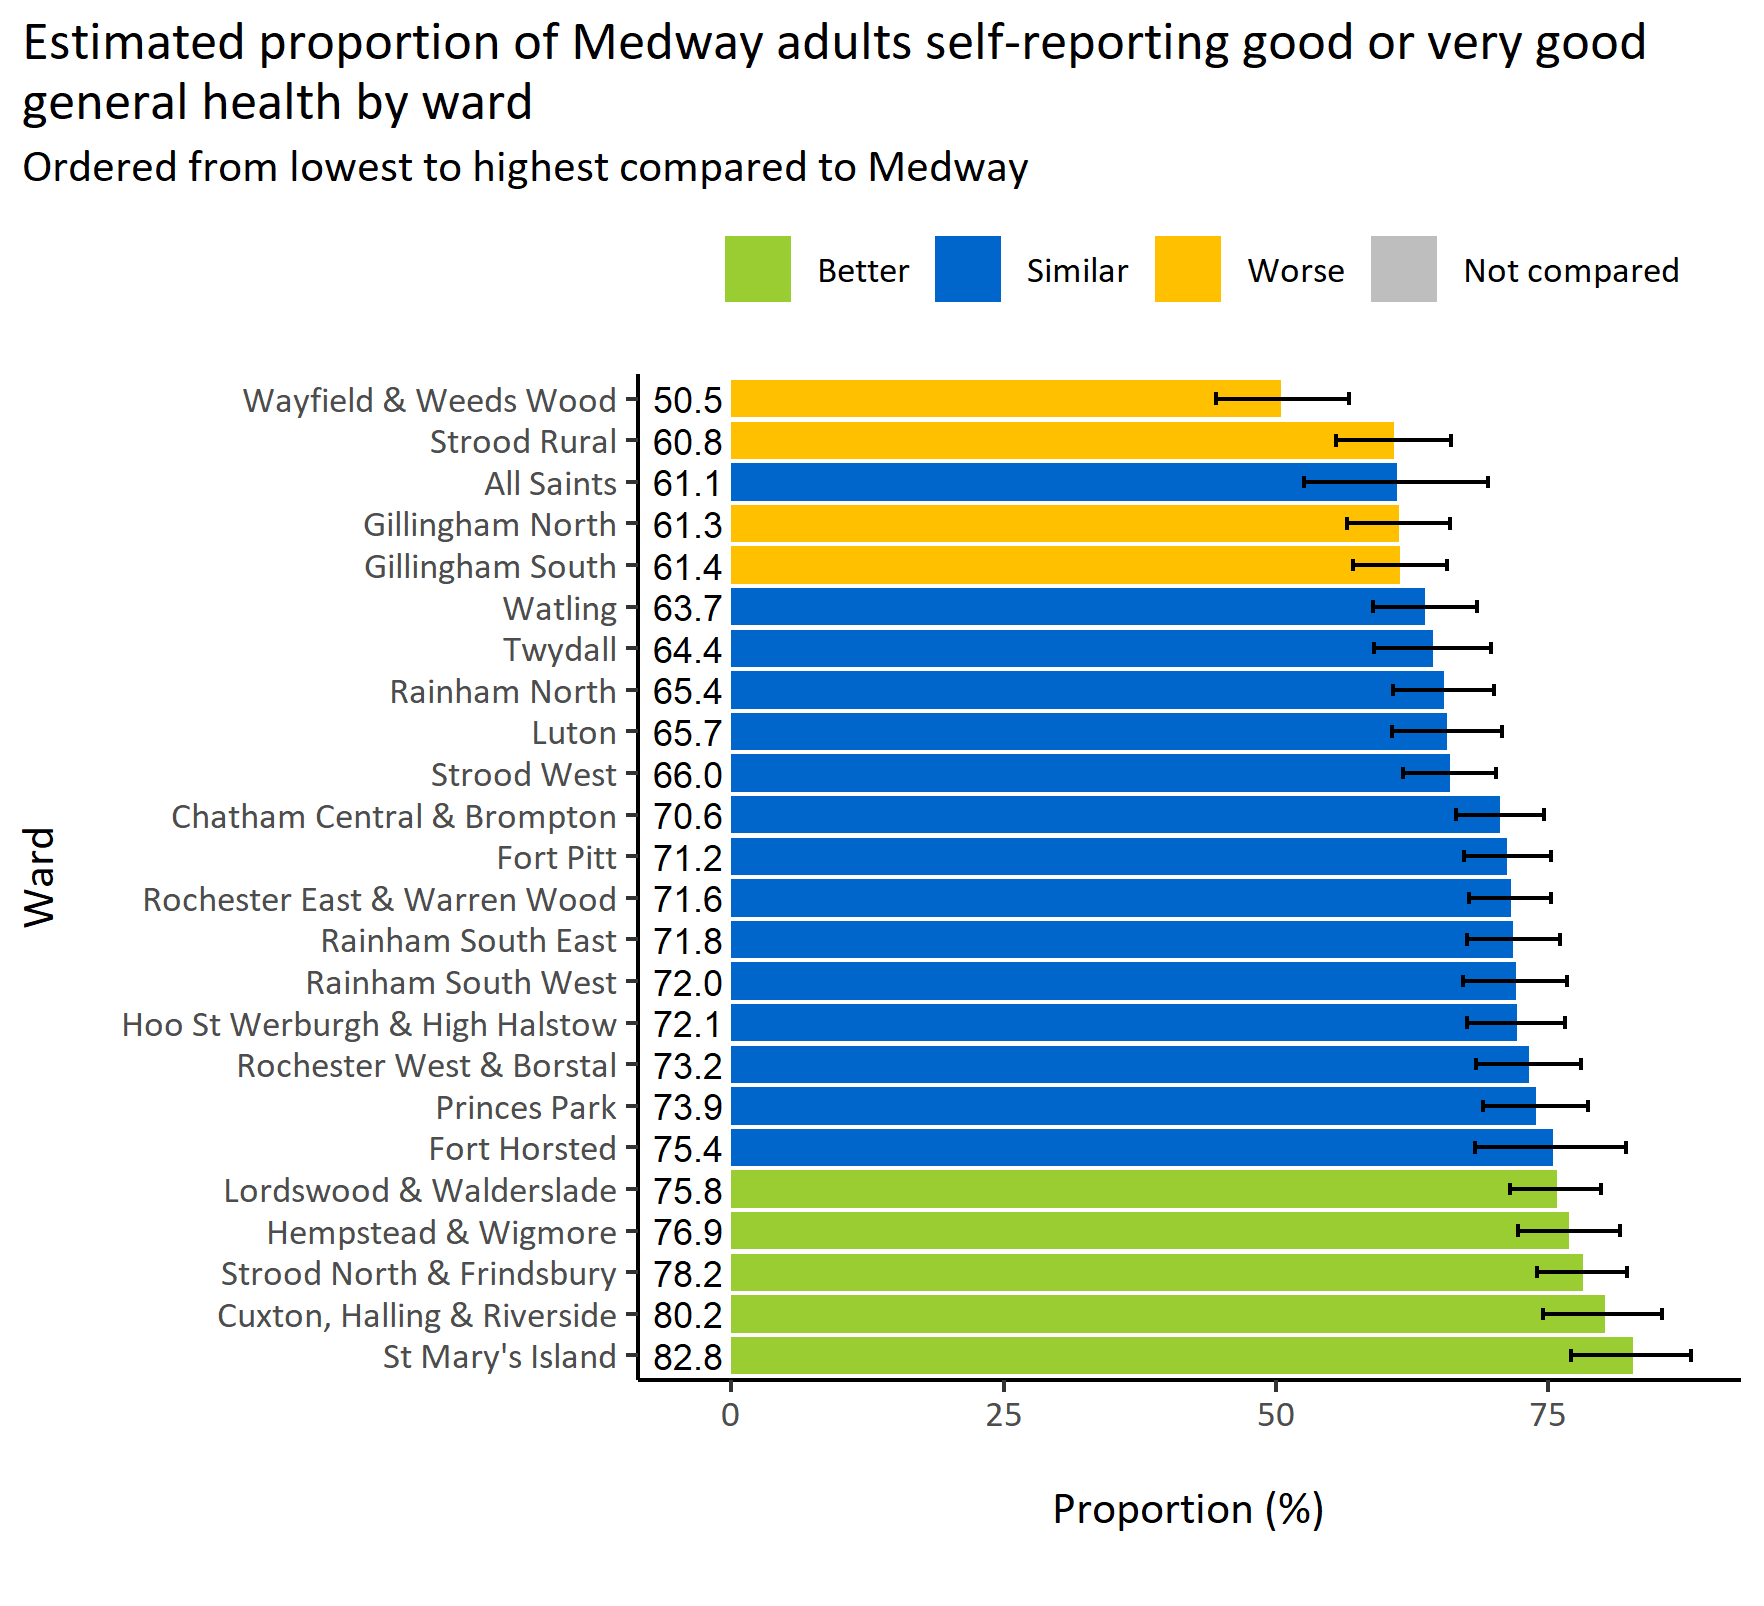 Estimated proportion of Medway adults self-reporting good or very good
general health by ward
Ordered from lowest to highest compared to Medway
Better Similar Worse Not compared
Wayfield & Weeds Wood 50.5
Strood Rural 60.8
All Saints 61.1
Gillingham North 61.3
Gillingham South 61.4
Watling 63.7
Twydall 64.4
Rainham North 65.4
Luton 65.7
Strood West 66.0
Chatham Central & Brompton 70.6
Fort Pitt 71.2
Rochester East & Warren Wood 71.6
Rainham South East 71.8
Rainham South West 72.0
Hoo St Werburgh & High Halstow 72.1
Rochester West & Borstal 73.2
Princes Park 73.9
Fort Horsted 75.4
Lordswood & Walderslade 75.8
Hempstead & Wigmore 76.9
Strood North & Frindsbury 78.2
Cuxton, Halling & Riverside 80.2
St Mary's Island 82.8
Ward
0 25 50 75
Proportion (%)